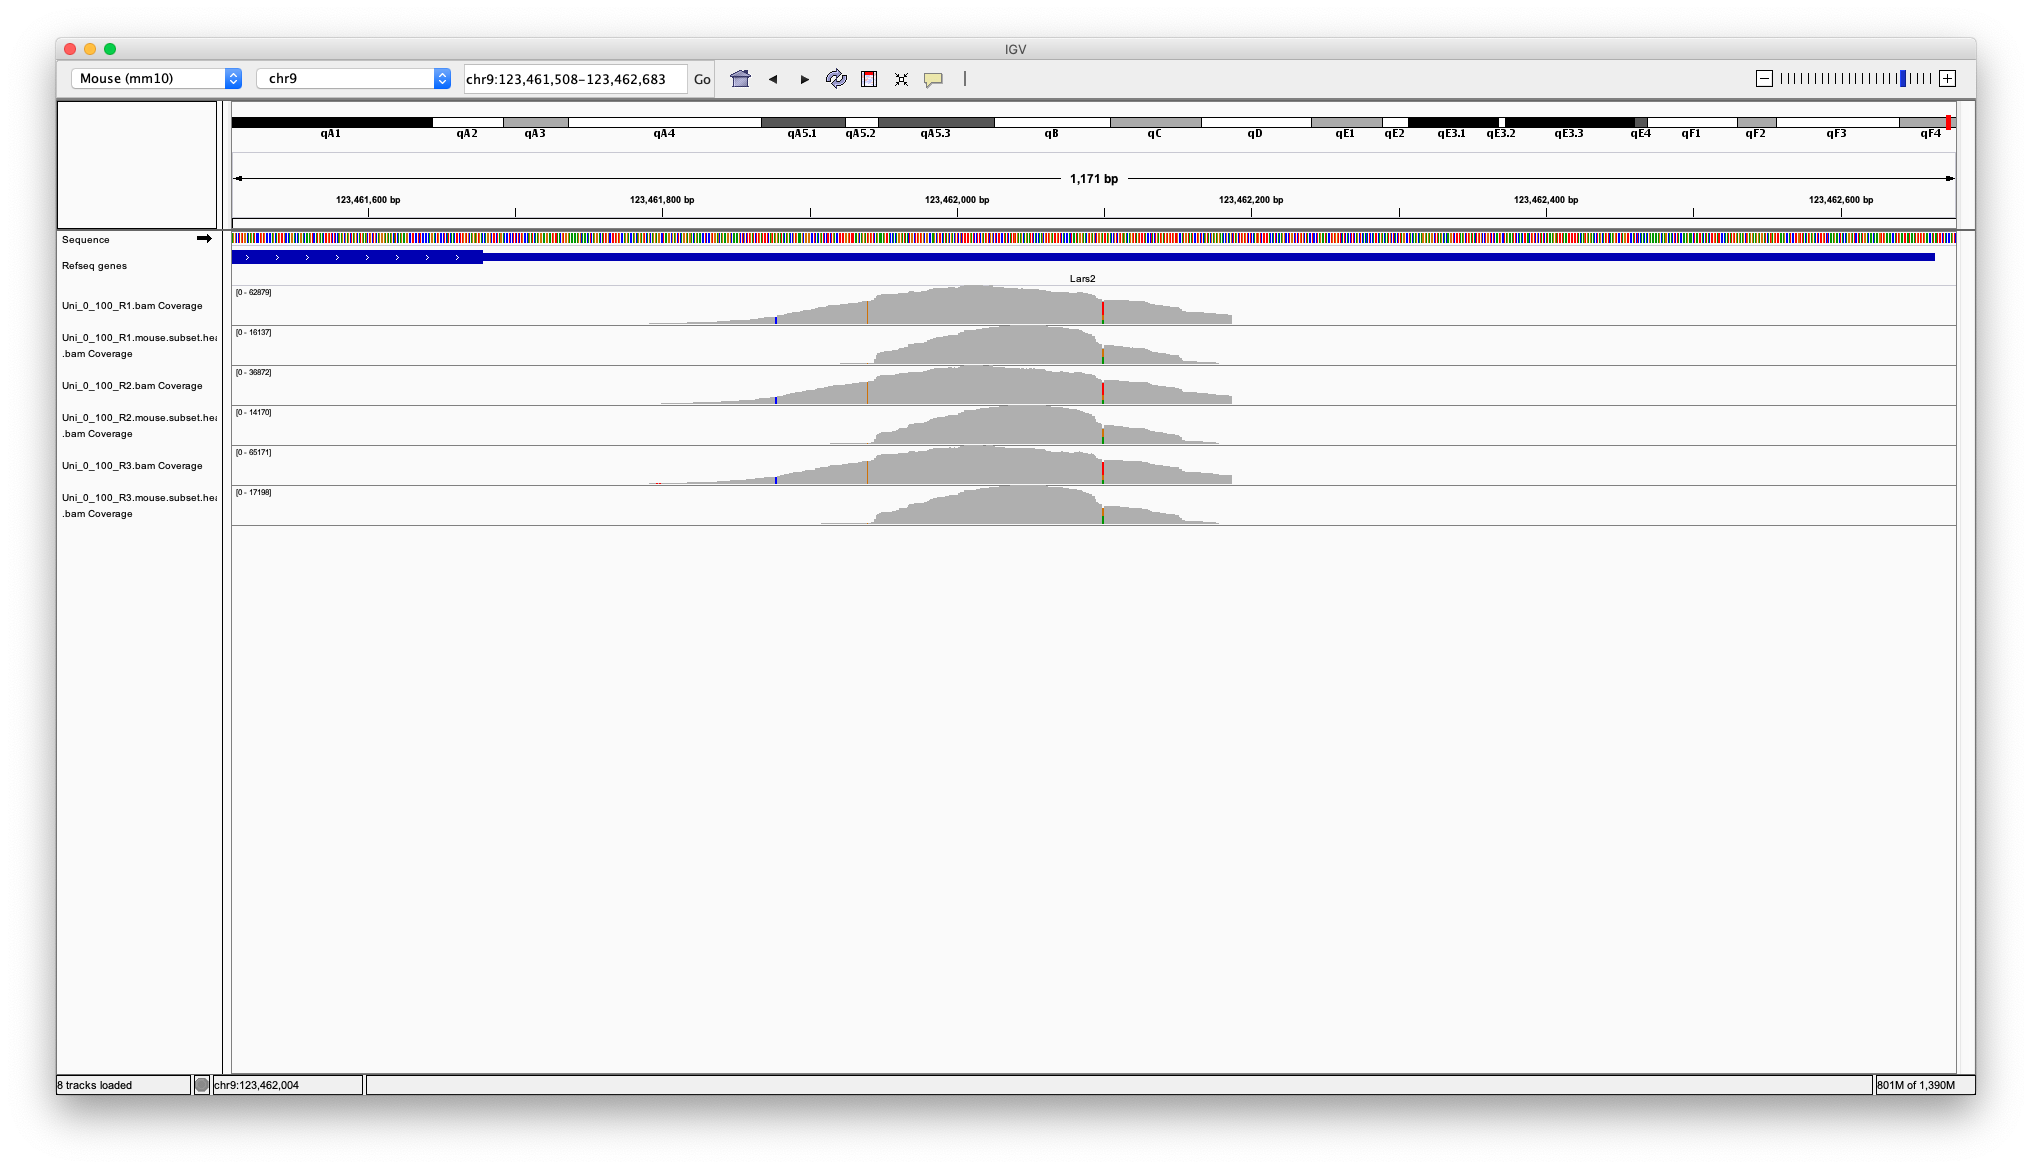 IGV
Mouse (mm10) chr9 chr9:123,461,508-123,462,683 Go
qA1 qA2 qA3 qA4 qA5.1 qA5.2 qA5.3 qB qC qD qE1 qE2 qE3.1 qE3.2 qE3.3 qE4 qF1 qF2 qF3 qF4
1,171 bp
123,461,600 bp 123,461,800 bp 123,462,000 bp 123,462,200 bp 123,462,400 bp 123,462,600 bp
Sequence
Refseq genes
Lars2
Uni_0_100_R1.bam Coverage [0 - 62879]
Uni_0_100_R1.mouse.subset.hea [0 - 16137]
.bam Coverage
Uni_0_100_R2.bam Coverage [0 - 36872]
Uni_0_100_R2.mouse.subset.hea [0 - 14170]
.bam Coverage
Uni_0_100_R3.bam Coverage [0 - 65171]
Uni_0_100_R3.mouse.subset.hea [0 - 17198]
.bam Coverage
8 tracks loaded chr9:123,462,004 801M of 1,390M